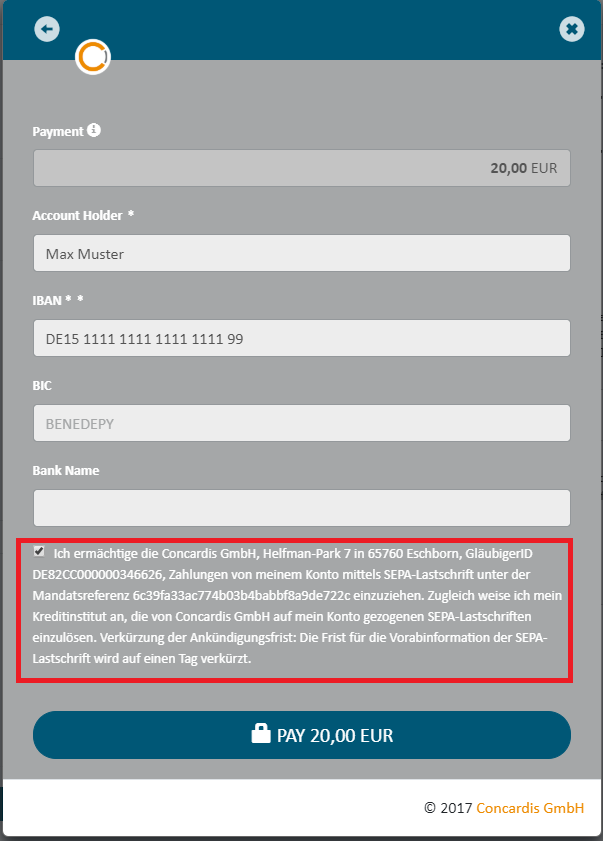 Payment
20,00 EUR
Account Holder *
Max Muster
IBAN * *
DE15 1111 1111 1111 1111 99
BIC
BENEDEPY
Bank Name
Ich ermächtige die Concardis GmbH, Helfman-Park 7 in 65760 Eschborn, GläubigerID
DE82CC000000346626, Zahlungen von meinem Konto mittels SEPA-Lastschrift unter der
Mandatsreferenz 6c39fa33ac774b03b4babbf8a9de722c einzuziehen. Zugleich weise ich mein
Kreditinstitut an, die von Concardis GmbH auf mein Konto gezogenen SEPA-Lastschriften
einzulösen. Verkürzung der Ankündigungsfrist: Die Frist für die Vorabinformation der SEPA-
Lastschrift wird auf einen Tag verkürzt.
PAY 20,00 EUR
© 2017 Concardis GmbH